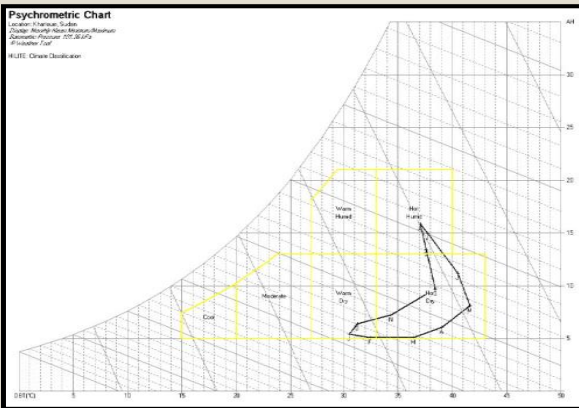 Psychrometric Chart
Location: Khartoum, Sudan
Display: Monthly Mean Minimum/Maximum
Barometric Pressure: 101.36 kPa
© Weather Tool
HILITE: Climate Classification
AH
30
25
20
15
10
5
Warm
Humid
Hot
Humid
Cool
Moderate
Warm
Dry
Hot
Dry
J
F
M
A
M
J
N
DBT(°C)
5
10
15
20
25
30
35
40
45
50